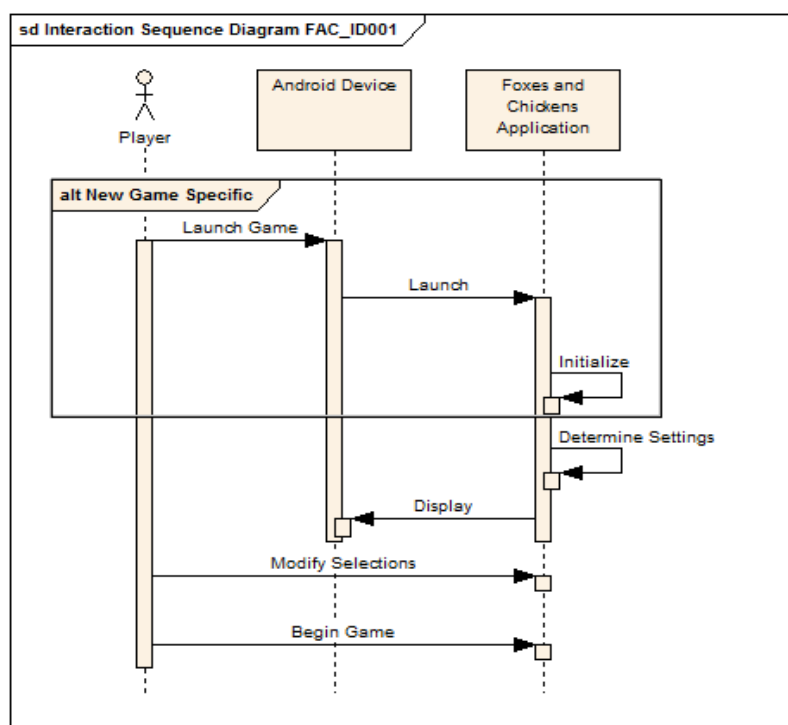 sd Interaction Sequence Diagram FAC_ID001
Player
Android Device
Foxes and
Chickens
Application
alt New Game Specific
Launch Game
Launch
Initialize
Determine Settings
Display
Modify Selections
Begin Game